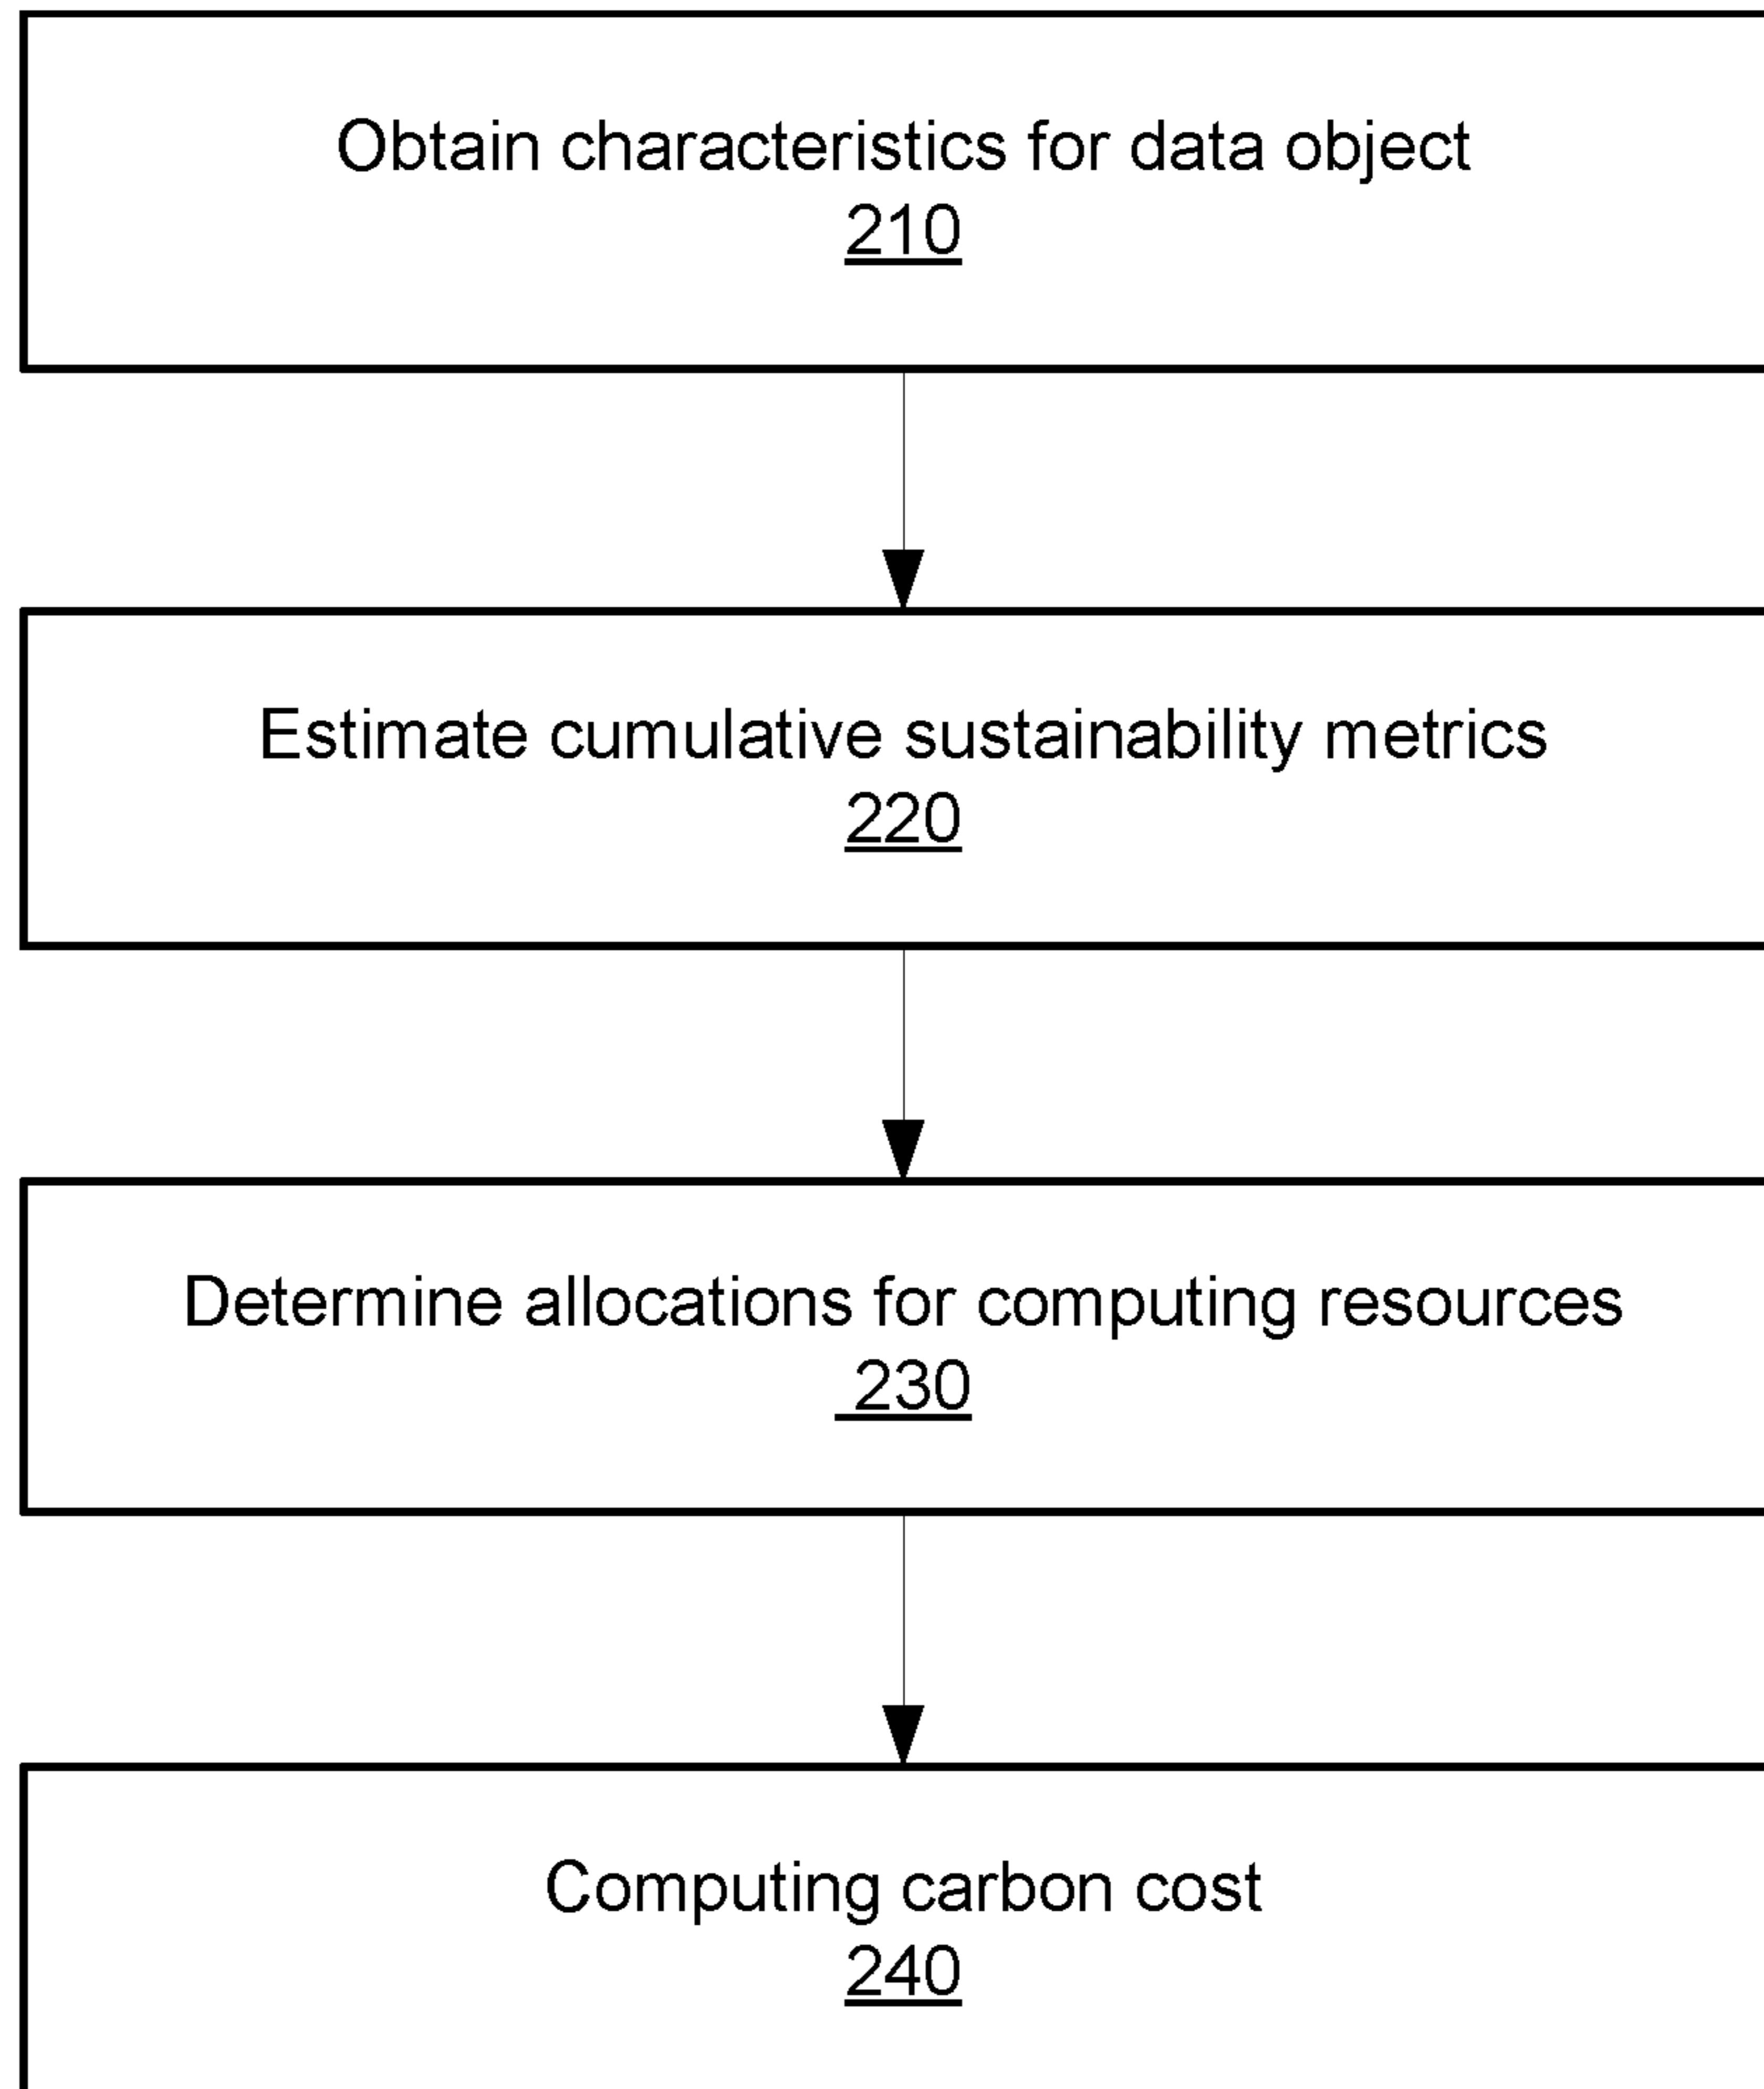 Obtain characteristics for data object
210
Estimate cumulative sustainability metrics
220
Determine allocations for computing resources
230
Computing carbon cost
240